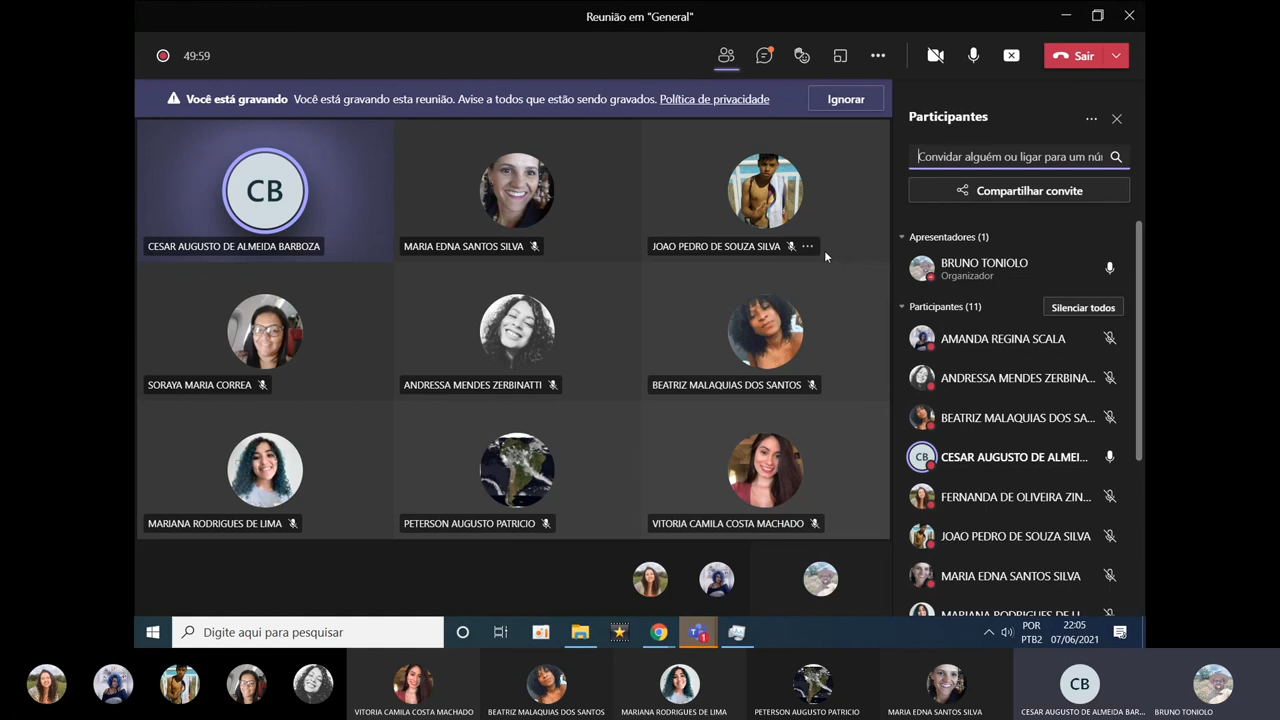 Reunião em "General"
49:59
Sair
Você está gravando Você está gravando esta reunião. Avise a todos que estão sendo gravados. Política de privacidade
Ignorar
CB
CESAR AUGUSTO DE ALMEIDA BARBOZA
MARIA EDNA SANTOS SILVA
JOAO PEDRO DE SOUZA SILVA
SORAYA MARIA CORREA
ANDRESSA MENDES ZERBINATTI
BEATRIZ MALAQUIAS DOS SANTOS
MARIANA RODRIGUES DE LIMA
PETERSON AUGUSTO PATRICIO
VITORIA CAMILA COSTA MACHADO
Participantes
Convidar alguém ou ligar para um núr
Compartilhar convite
Apresentadores (1)
BRUNO TONIOLO
Organizador
Participantes (11)
Silenciar todos
AMANDA REGINA SCALA
ANDRESSA MENDES ZERBINA...
BEATRIZ MALAQUIAS DOS SA...
CB
CESAR AUGUSTO DE ALMEI...
FERNANDA DE OLIVEIRA ZIN...
JOAO PEDRO DE SOUZA SILVA
MARIA EDNA SANTOS SILVA
MARIANA RODRIGUES DE LI...
Digite aqui para pesquisar
1
POR
PTB2
22:05
07/06/2021
VITORIA CAMILA COSTA MACHADO
BEATRIZ MALAQUIAS DOS SANTOS
MARIANA RODRIGUES DE LIMA
PETERSON AUGUSTO PATRICIO
MARIA EDNA SANTOS SILVA
CB
CESAR AUGUSTO DE ALMEIDA BAR...
BRUNO TONIOLO